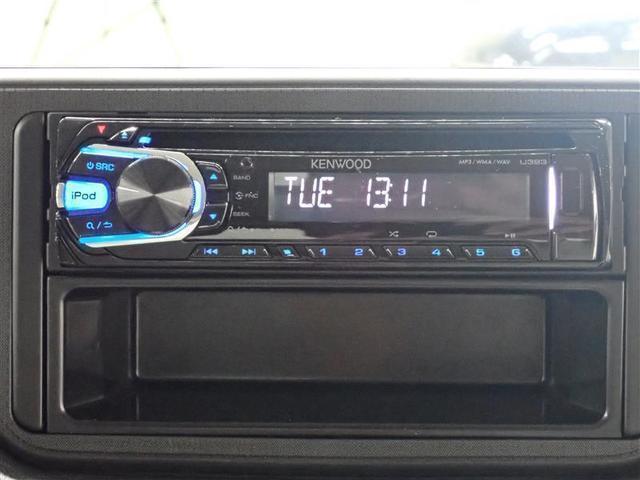 KENWOOD
MP3/WMA/WAV U393
SRC
BAND
iPod
TUE 13:11
SEEK
Q/
1 2 3 4 5 6